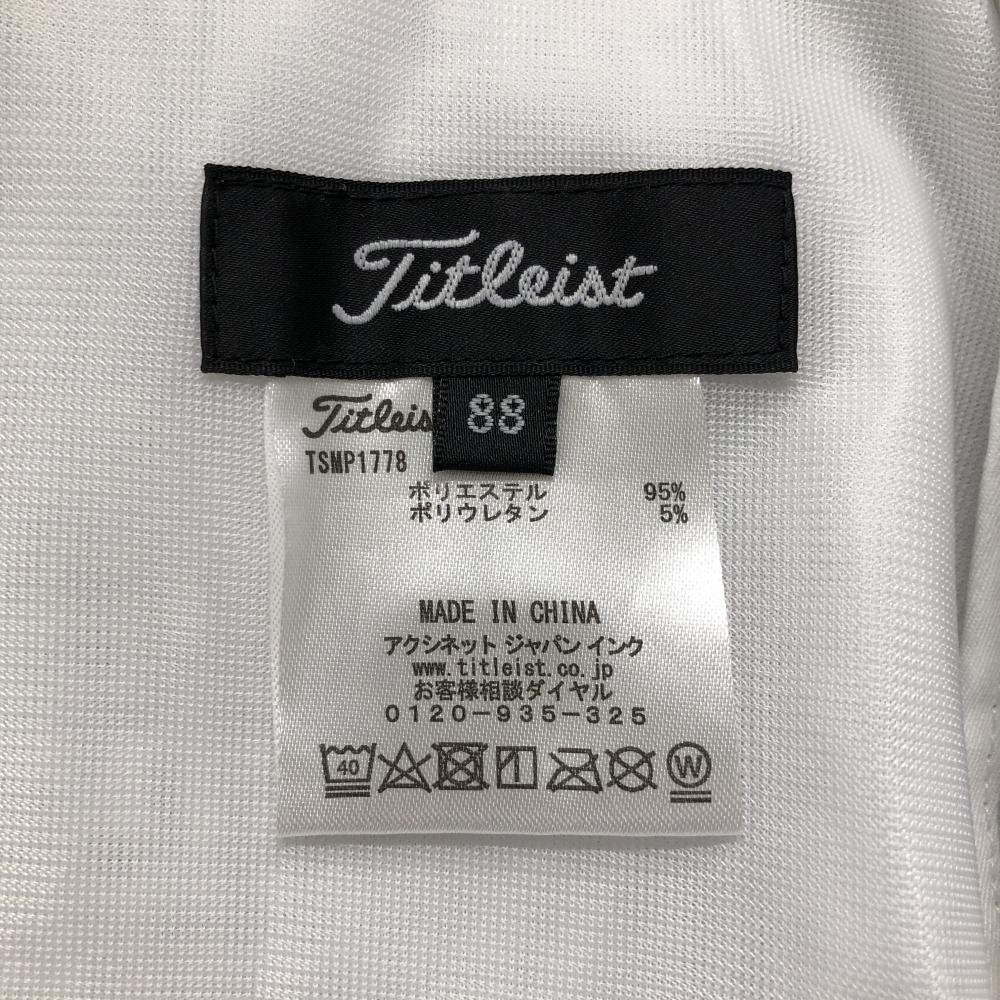 Titleist
88
Titleis
TSMP1778
ポリエステル 95%
ポリウレタン 5%
MADE IN CHINA
アクシネット ジャパン インク
www.titleist.co.jp
お客様相談ダイヤル
0120-935-325
40
W